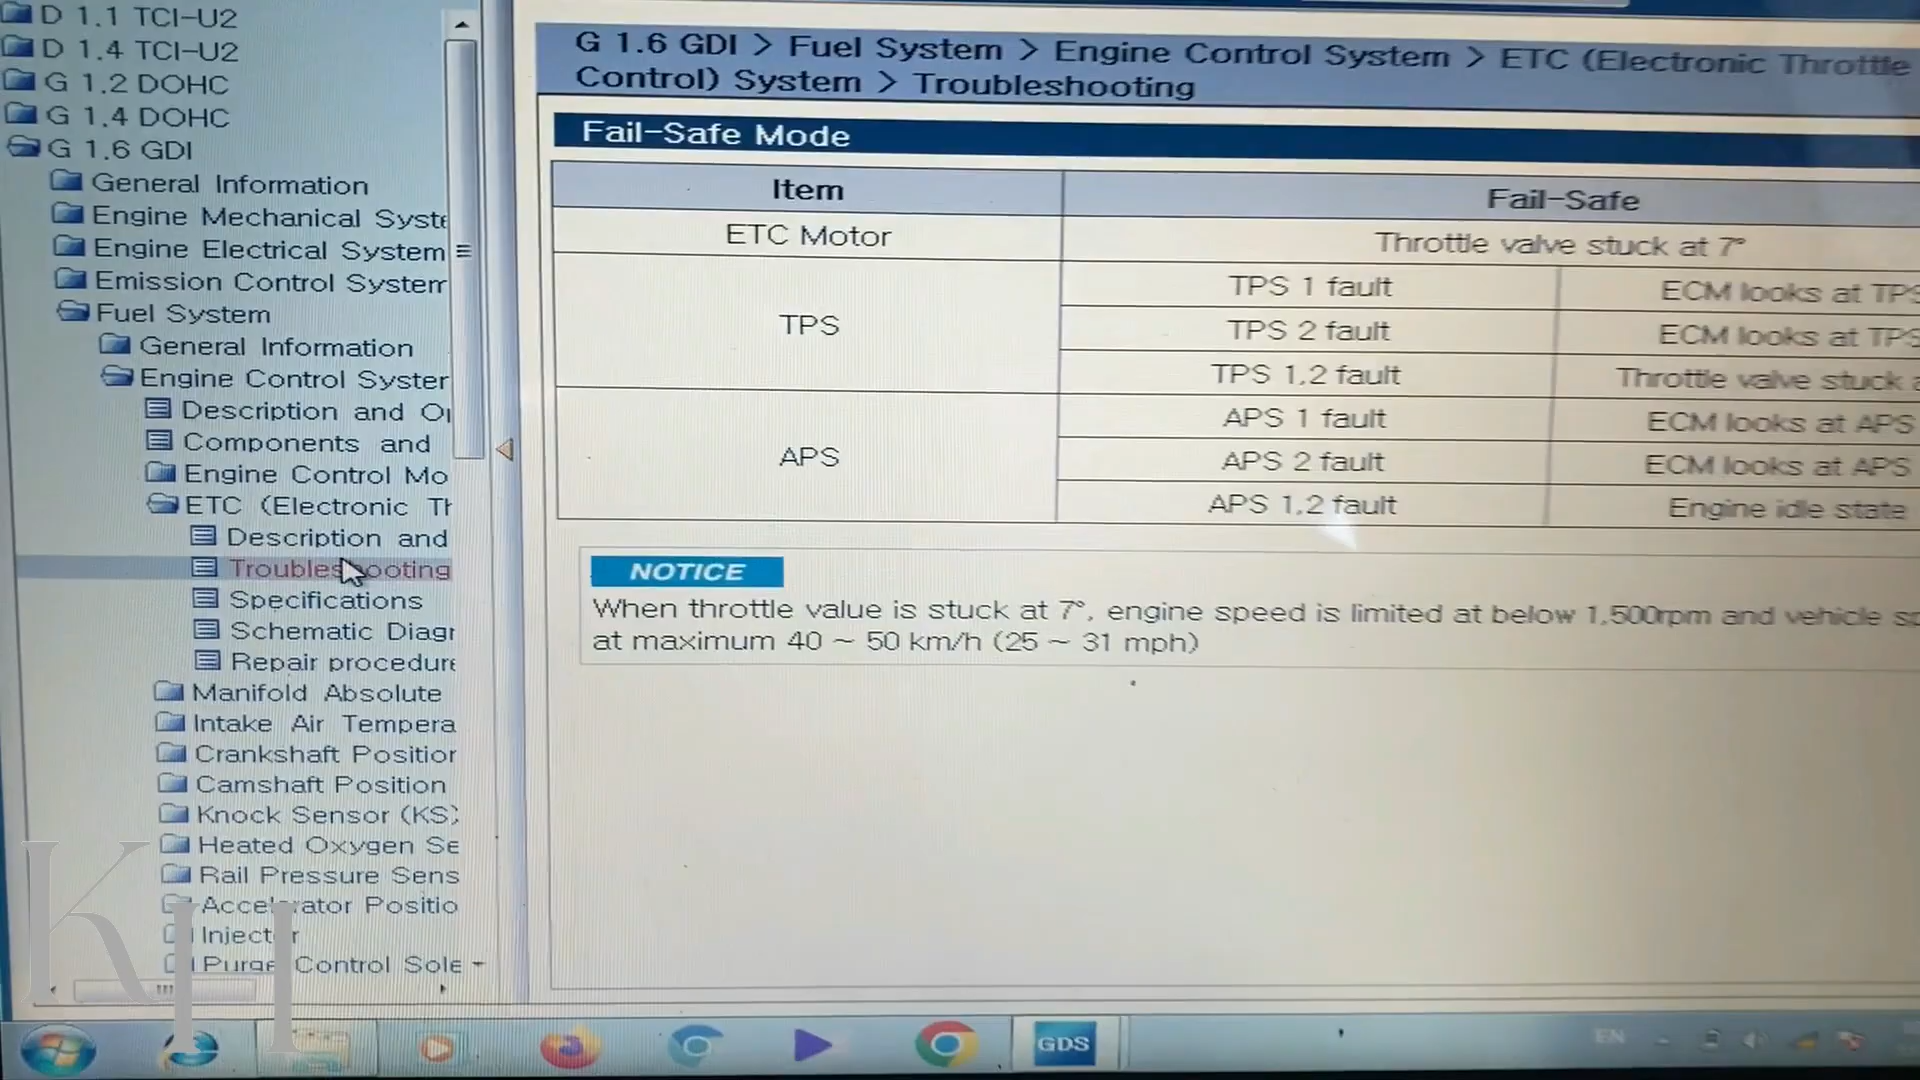 D 1.1 TCI-U2
D 1.4 TCI-U2
G 1.2 DOHC
G 1.4 DOHC
G 1.6 GDI
General Information
Engine Mechanical Syste
Engine Electrical System
Emission Control System
Fuel System
General Information
Engine Control System
Description and Op
Components and
Engine Control Mo
ETC (Electronic Th
Description and
Troubleshooting
Specifications
Schematic Diagr
Repair procedure
Manifold Absolute
Intake Air Tempera
Crankshaft Position
Camshaft Position
Knock Sensor (KS)
Heated Oxygen Se
Rail Pressure Sens
Accelerator Positio
Injector
Purge Control Sole
G 1.6 GDI > Fuel System > Engine Control System > ETC (Electronic Throttle
Control) System > Troubleshooting
Fail-Safe Mode
Item Fail-Safe
ETC Motor Throttle valve stuck at 7°
TPS
TPS 1 fault ECM looks at TPS
TPS 2 fault ECM looks at TPS
TPS 1,2 fault Throttle valve stuck a
APS
APS 1 fault ECM looks at APS
APS 2 fault ECM looks at APS
APS 1,2 fault Engine idle state
NOTICE
When throttle value is stuck at 7°, engine speed is limited at below 1,500rpm and vehicle sp
at maximum 40 ~ 50 km/h (25 ~ 31 mph)
KH
GDS
EN